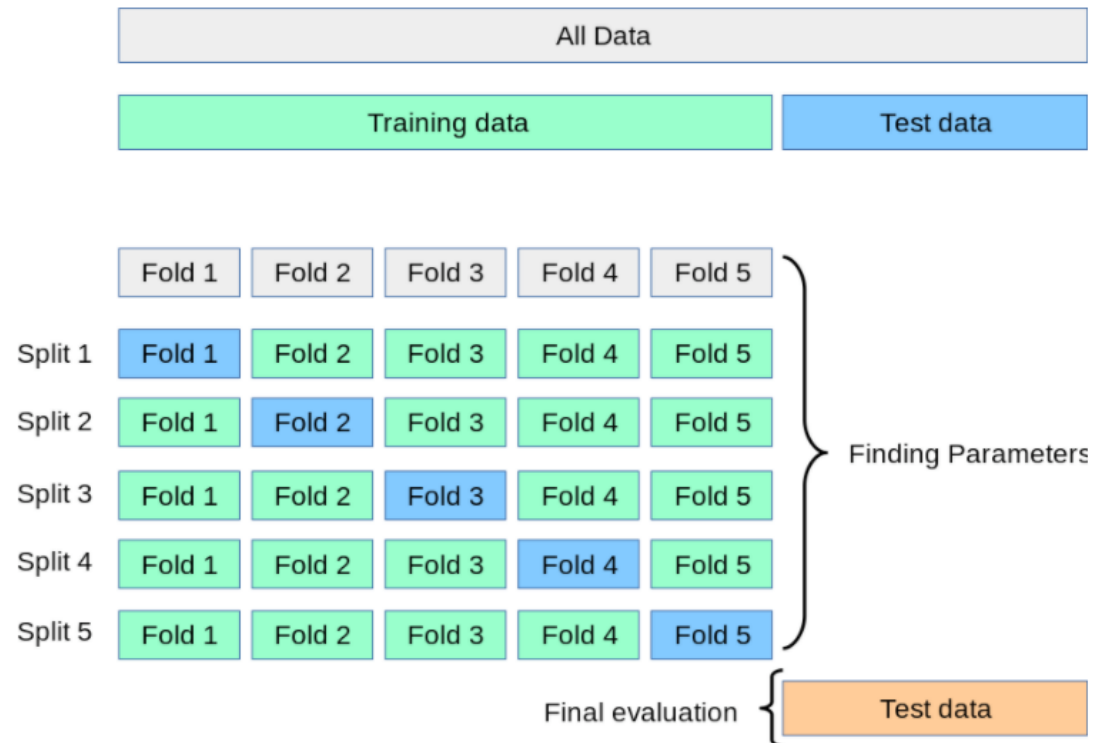 All Data
Training data Test data
Fold 1 Fold 2 Fold 3 Fold 4 Fold 5
Split 1 Fold 1 Fold 2 Fold 3 Fold 4 Fold 5
Split 2 Fold 1 Fold 2 Fold 3 Fold 4 Fold 5
Finding Parameters
Split 3 Fold 1 Fold 2 Fold 3 Fold 4 Fold 5
Split 4 Fold 1 Fold 2 Fold 3 Fold 4 Fold 5
Split 5 Fold 1 Fold 2 Fold 3 Fold 4 Fold 5
Final evaluation Test data